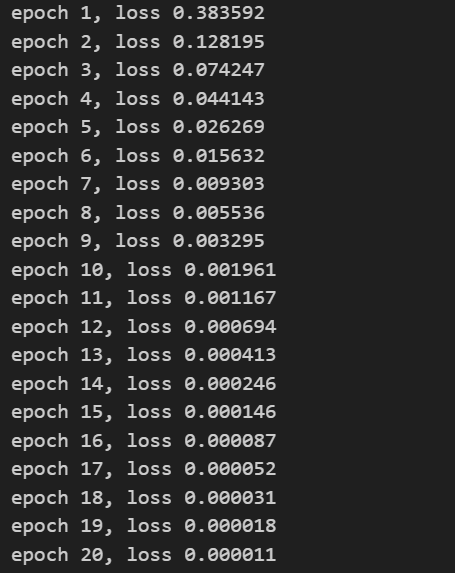 epoch 1, loss 0.383592
epoch 2, loss 0.128195
epoch 3, loss 0.074247
epoch 4, loss 0.044143
epoch 5, loss 0.026269
epoch 6, loss 0.015632
epoch 7, loss 0.009303
epoch 8, loss 0.005536
epoch 9, loss 0.003295
epoch 10, loss 0.001961
epoch 11, loss 0.001167
epoch 12, loss 0.000694
epoch 13, loss 0.000413
epoch 14, loss 0.000246
epoch 15, loss 0.000146
epoch 16, loss 0.000087
epoch 17, loss 0.000052
epoch 18, loss 0.000031
epoch 19, loss 0.000018
epoch 20, loss 0.000011